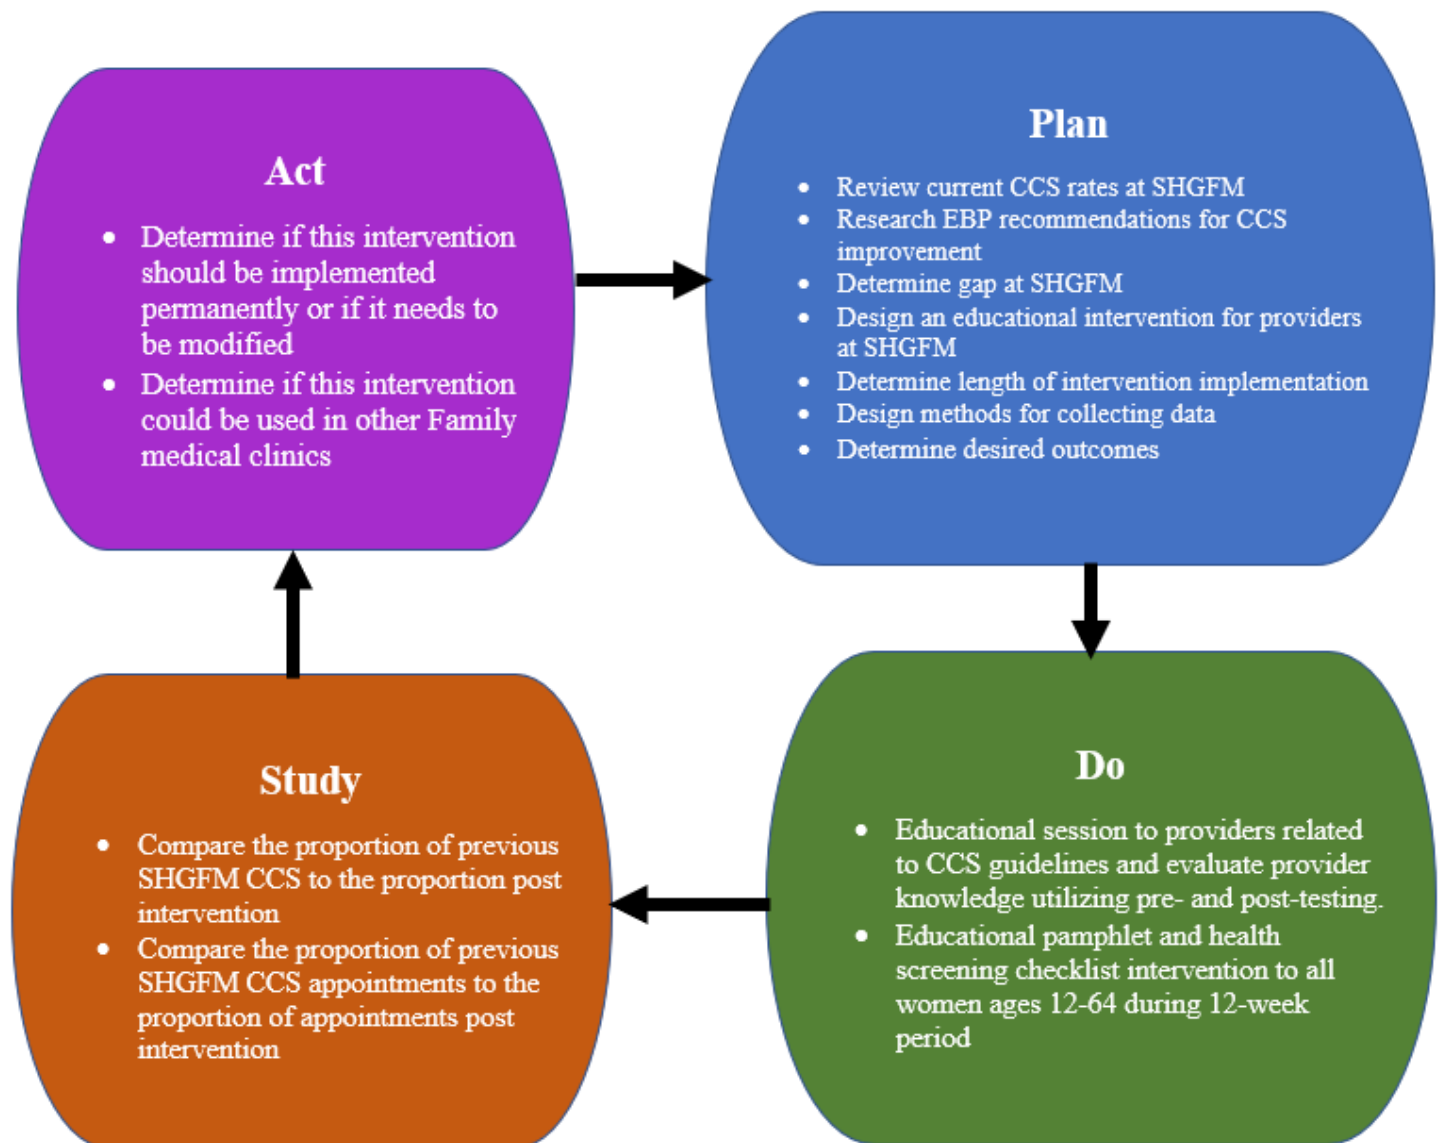 Act
• Determine if this intervention
should be implemented
permanently or if it needs to
be modified
• Determine if this intervention
could be used in other Family
medical clinics
Plan
• Review current CCS rates at SHGFM
• Research EBP recommendations for CCS
improvement
• Determine gap at SHGFM
• Design an educational intervention for providers
at SHGFM
• Determine length of intervention implementation
• Design methods for collecting data
• Determine desired outcomes
Study
• Compare the proportion of previous
SHGFM CCS to the proportion post
intervention
• Compare the proportion of previous
SHGFM CCS appointments to the
proportion of appointments post
intervention
Do
• Educational session to providers related
to CCS guidelines and evaluate provider
knowledge utilizing pre- and post-testing.
• Educational pamphlet and health
screening checklist intervention to all
women ages 12-64 during 12-week
period